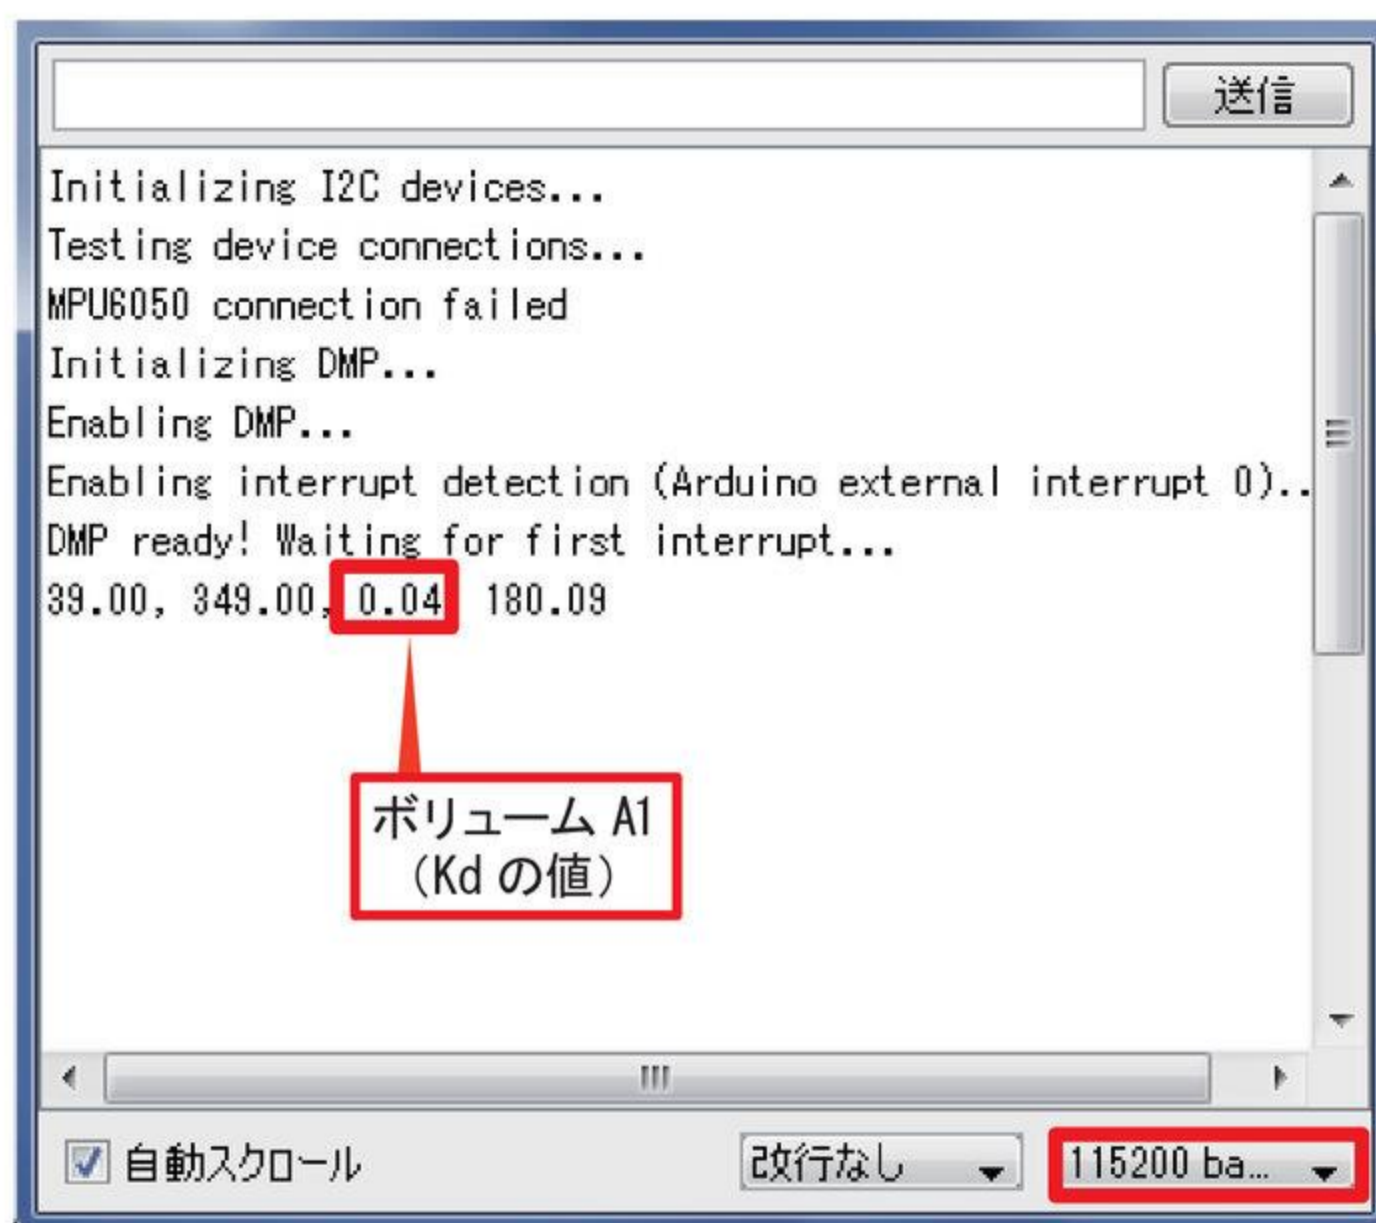 送信
Initializing I2C devices...
Testing device connections...
MPU6050 connection failed
Initializing DMP...
Enabling DMP...
Enabling interrupt detection (Arduino external interrupt 0)..
DMP ready! Waiting for first interrupt...
39.00, 349.00, 0.04 180.09
ボリューム A1
(Kd の値)
自動スクロール
改行なし
115200 ba...